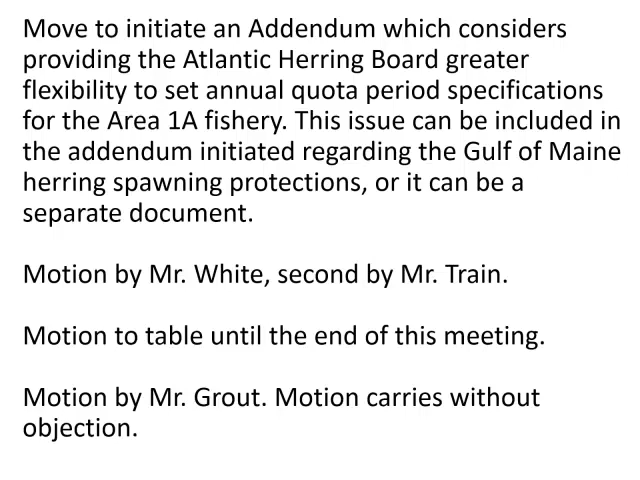 Move to initiate an Addendum which considers
providing the Atlantic Herring Board greater
flexibility to set annual quota period specifications
for the Area 1A fishery. This issue can be included in
the addendum initiated regarding the Gulf of Maine
herring spawning protections, or it can be a
separate document.
Motion by Mr. White, second by Mr. Train.
Motion to table until the end of this meeting.
Motion by Mr. Grout. Motion carries without
objection.